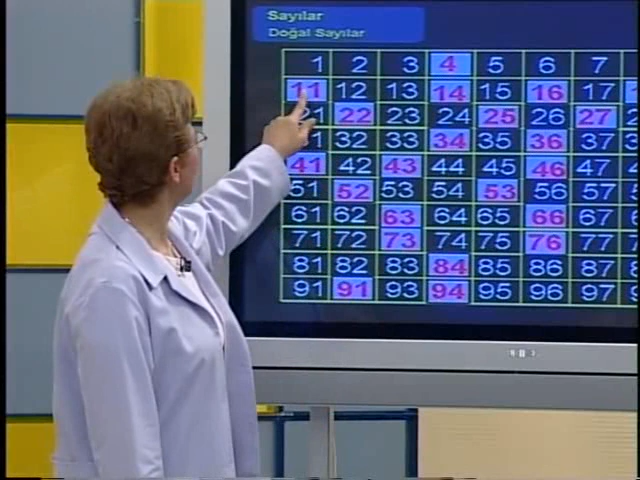 Sayılar
Doğal Sayılar
1 2 3 4 5 6 7
11 12 13 14 15 16 17
22 23 24 25 26 27
32 33 34 35 36 37
41 42 43 44 45 46 47
51 52 53 54 53 56 57
61 62 63 64 65 66 67
71 72 73 74 75 76 77
81 82 83 84 85 86 87
91 91 93 94 95 96 97